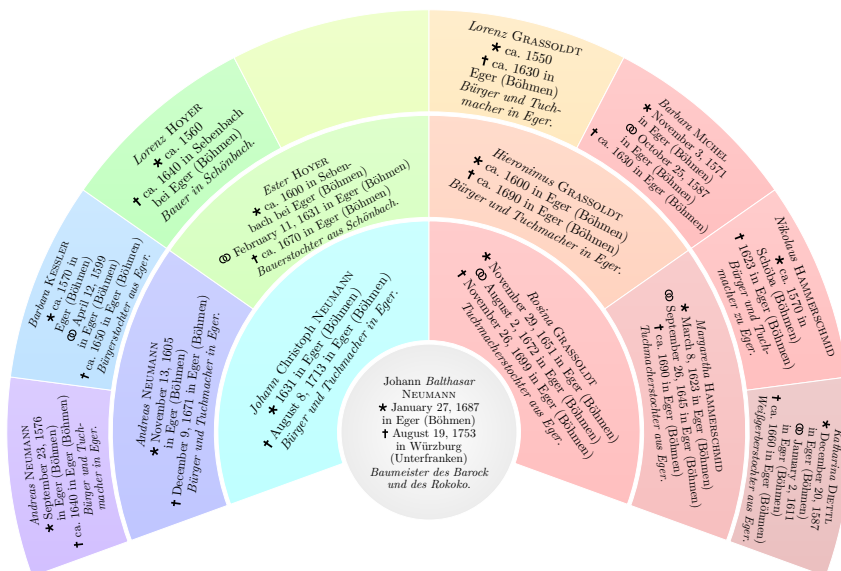 Lorenz GRASSOLDT
★ ca. 1550
✝ ca. 1630 in
Eger (Böhmen)
Bürger und Tuch-
macher in Eger.
Barbara MICHEL
★ November 3, 1571
in Eger (Böhmen)
⚭ October 25, 1587
in Eger (Böhmen)
✝ ca. 1630 in Eger (Böhmen)
Lorenz HOYER
★ ca. 1560
✝ ca. 1640 in Sebenbach
bei Eger (Böhmen)
Bauer in Schönbach.
Ester HOYER
★ ca. 1600 in Seben-
bach bei Eger (Böhmen)
⚭ February 11, 1631 in Eger (Böhmen)
✝ ca. 1670 in Eger (Böhmen)
Bauerstochter aus Schönbach.
Hieronimus GRASSOLDT
★ ca. 1600 in Eger (Böhmen)
✝ ca. 1690 in Eger (Böhmen)
Bürger und Tuchmacher in Eger.
Barbara KESSLER
★ ca. 1570 in
Eger (Böhmen)
⚭ April 12, 1599
in Eger (Böhmen)
✝ ca. 1650 in Eger (Böhmen)
Bürgerstochter aus Eger.
Nikolaus HAMMERSCHMID
★ ca. 1570 in
Schöba (Böhmen)
✝ 1623 in Eger (Böhmen)
Bürger und Tuch-
macher zu Eger.
Andreas NEUMANN
★ November 13, 1605
in Eger (Böhmen)
✝ December 9, 1671 in Eger (Böhmen)
Bürger und Tuchmacher in Eger.
Johann Christoph NEUMANN
★ 1631 in Eger (Böhmen)
✝ August 8, 1713 in Eger (Böhmen)
Bürger und Tuchmacher in Eger.
Rosina GRASSOLDT
★ November 29, 1651 in Eger (Böhmen)
⚭ August 2, 1672 in Eger (Böhmen)
✝ November 26, 1699 in Eger (Böhmen)
Tuchmacherstochter aus Eger.
Margaretha HAMMERSCHMID
★ March 8, 1623 in Eger (Böhmen)
⚭ September 26, 1645 in Eger (Böhmen)
✝ ca. 1690 in Eger (Böhmen)
Tuchmacherstochter aus Eger.
Andreas NEUMANN
★ September 23, 1576
in Eger (Böhmen)
✝ ca. 1640 in Eger (Böhmen)
Bürger und Tuch-
macher in Eger.
Johann Balthasar
NEUMANN
★ January 27, 1687
in Eger (Böhmen)
✝ August 19, 1753
in Würzburg
(Unterfranken)
Baumeister des Barock
und des Rokoko.
Katharina DIETTL
★ December 20, 1587
in Eger (Böhmen)
⚭ January 2, 1611
in Eger (Böhmen)
✝ ca. 1660 in Eger (Böhmen)
Weißgerberstochter aus Eger.